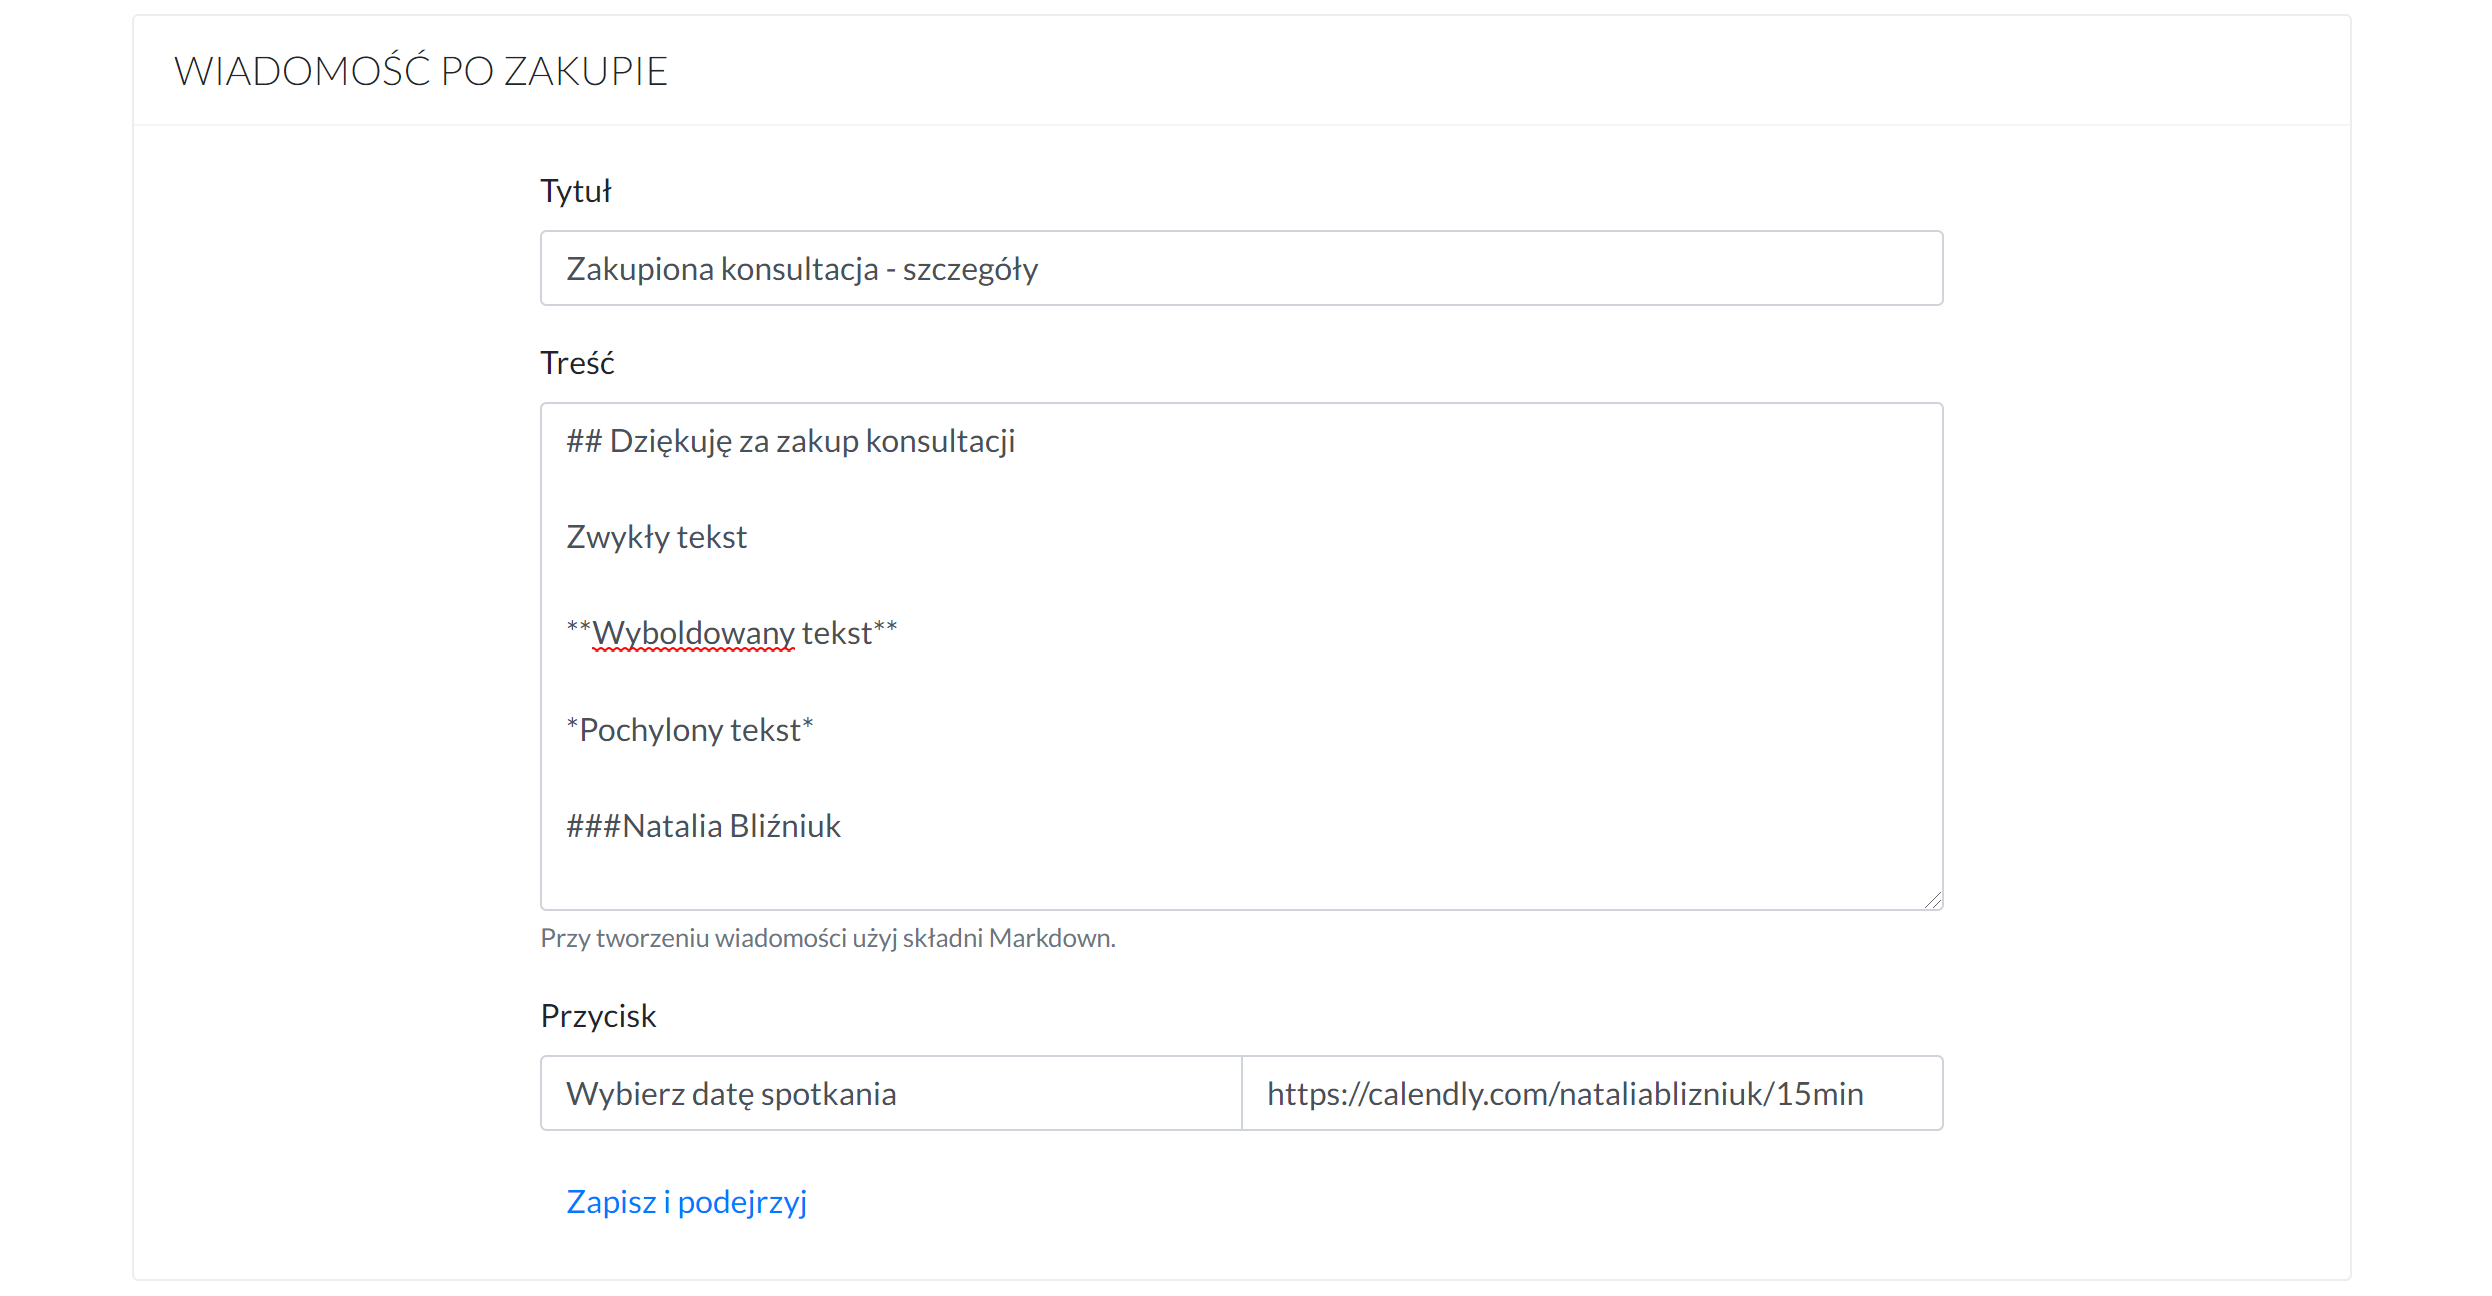 WIADOMOŚĆ PO ZAKUPIE
Tytuł
Zakupiona konsultacja - szczegóły
Treść
## Dziękuję za zakup konsultacji
Zwykły tekst
**Wyboldowany tekst**
*Pochylony tekst*
###Natalia Bliźniuk
Przy tworzeniu wiadomości użyj składni Markdown.
Przycisk
Wybierz datę spotkania https://calendly.com/nataliablizniuk/15min
Zapisz i podejrzyj